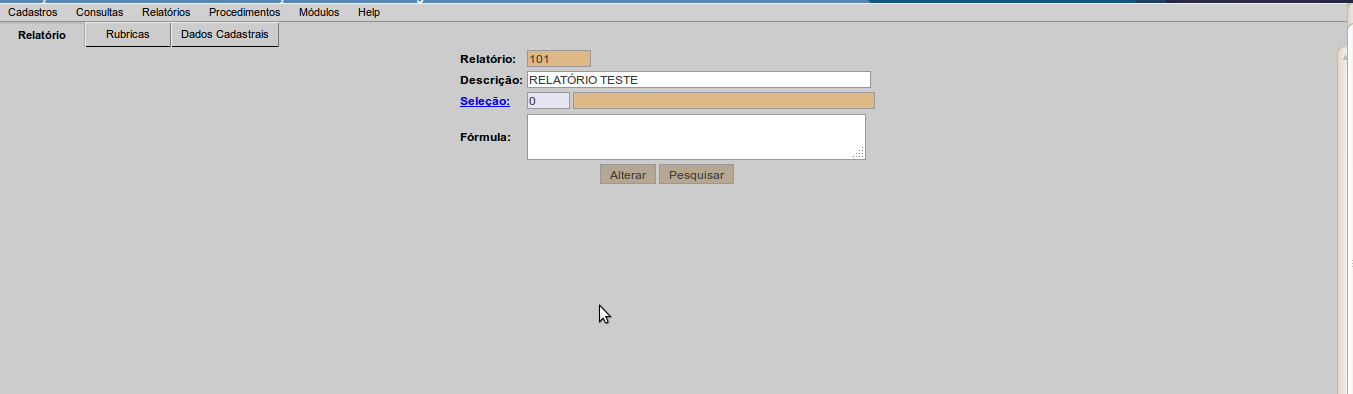 Cadastros Consultas Relatórios Procedimentos Módulos Help
Relatório Rubricas Dados Cadastrais
Relatório: 101
Descrição: RELATÓRIO TESTE
Seleção: 0
Fórmula:
Alterar Pesquisar